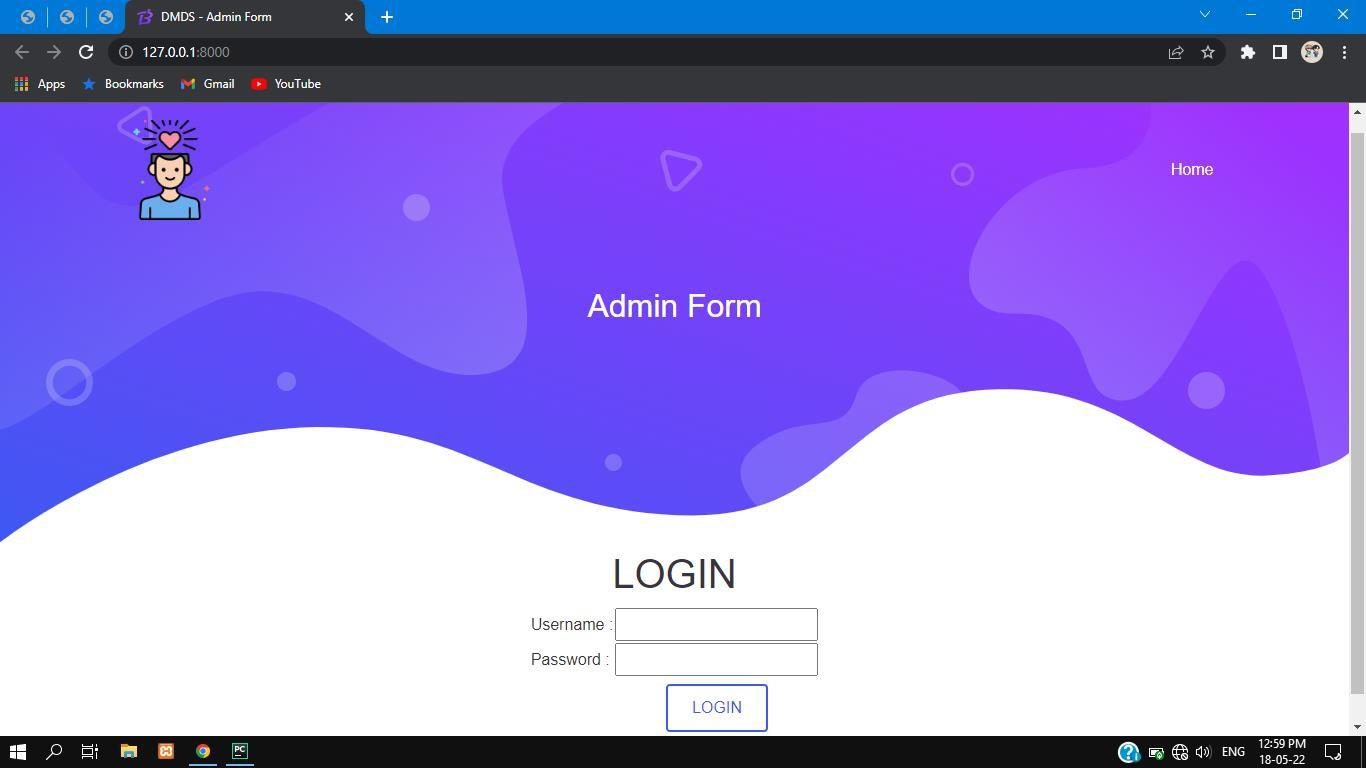 DMDS - Admin Form
127.0.0.1:8000
Apps Bookmarks Gmail YouTube
Home
Admin Form
LOGIN
Username :
Password :
LOGIN
PC
ENG
12:59 PM
18-05-22